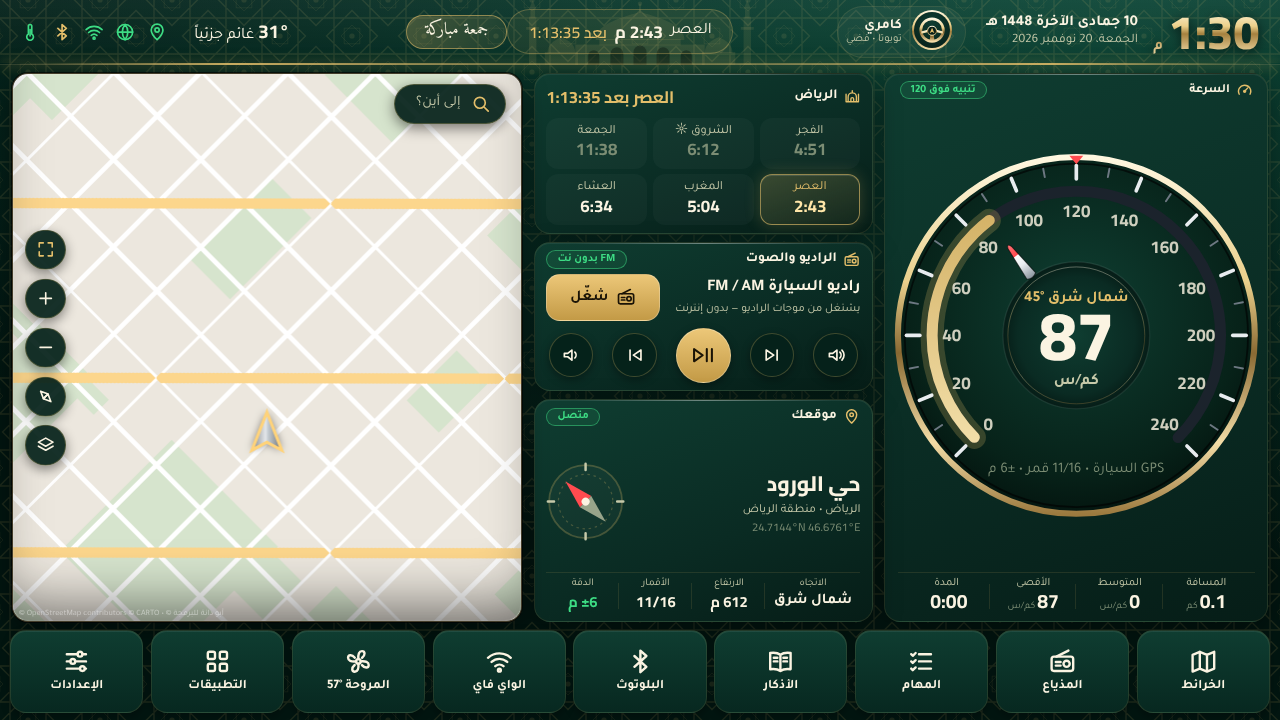 1:30 م
10 جمادى الآخرة 1448 هـ
الجمعة، 20 نوفمبر 2026
كامري
تويوتا • فضي
العصر 2:43 م بعد 1:13:35
جمعة مباركة
31° غائم جزئياً
السرعة
تنبيه فوق 120
0
20
40
60
80
100
120
140
160
180
200
220
240
شمال شرق 45°
87
كم/س
GPS السيارة • 11/16 قمر • ±6 م
المسافة
0.1 كم
المتوسط
0 كم/س
الأقصى
87 كم/س
المدة
0:00
الرياض
العصر بعد 1:13:35
الفجر
4:51
الشروق
6:12
الجمعة
11:38
العصر
2:43
المغرب
5:04
العشاء
6:34
الراديو والصوت
FM بدون نت
راديو السيارة FM / AM
يشتغل من موجات الراديو — بدون إنترنت
شغّل
موقعك
متصل
حي الورود
الرياض • منطقة الرياض
24.7144°N 46.6761°E
الاتجاه
شمال شرق
الارتفاع
612 م
الأقمار
11/16
الدقة
±6 م
إلى أين؟
© OpenStreetMap contributors © CARTO
الخرائط
المذياع
المهام
الأذكار
البلوتوث
الواي فاي
المروحة 57°
التطبيقات
الإعدادات